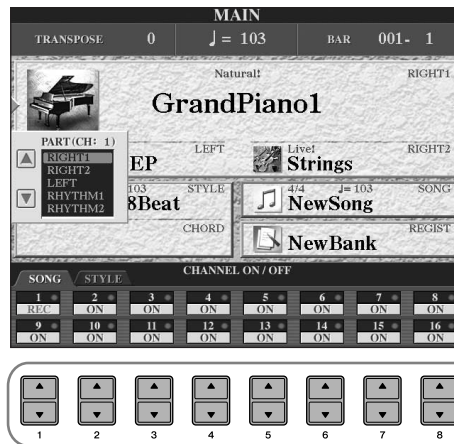 MAIN
TRANSPOSE 0 ♩= 103 BAR 001- 1
Natural! RIGHT1
GrandPiano1
PART(CH: 1)
RIGHT1
RIGHT2
LEFT
RHYTHM1
RHYTHM2
LEFT
EP
Live! RIGHT2
Strings
103 STYLE
8Beat
4/4 ♩= 103 SONG
NewSong
CHORD
REGIST
NewBank
SONG STYLE CHANNEL ON / OFF
1 2 3 4 5 6 7 8
REC ON ON ON ON ON ON ON
9 10 11 12 13 14 15 16
ON ON ON ON ON ON ON ON
1 2 3 4 5 6 7 8